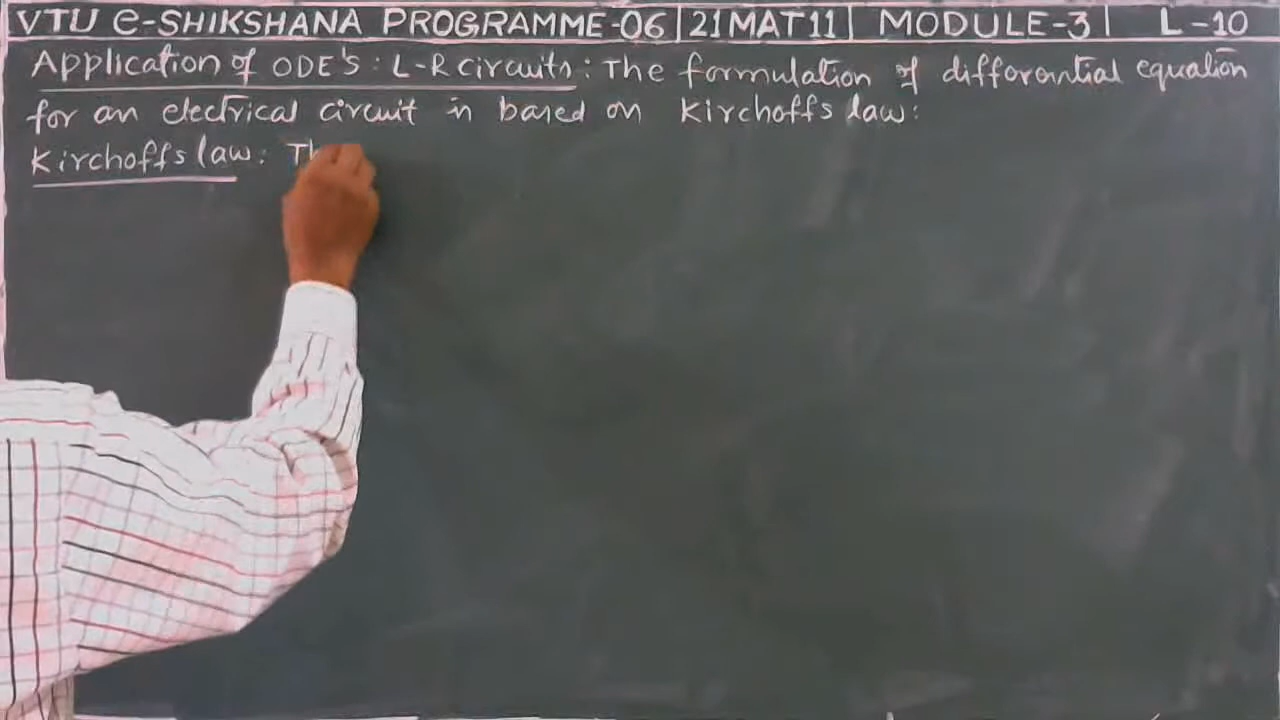 VTU e-SHIKSHANA PROGRAMME-06 | 21MAT11 | MODULE-3 | L-10
Application of ODE's : L-R circuits : The formulation of differential equation
for an electrical circuit is based on Kirchoffs law:
Kirchoffs law: Th